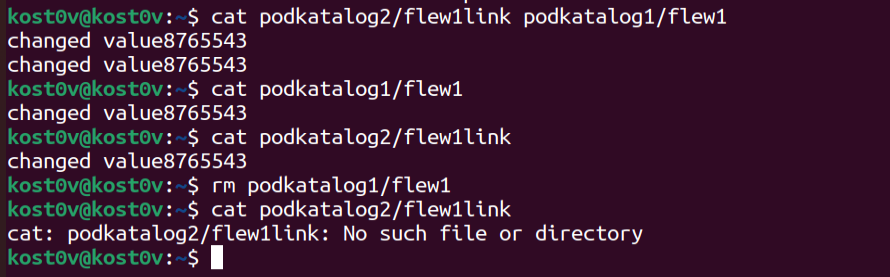 kost0v@kost0v:~$ cat podkatalog2/flew1link podkatalog1/flew1
changed value8765543
changed value8765543
kost0v@kost0v:~$ cat podkatalog1/flew1
changed value8765543
kost0v@kost0v:~$ cat podkatalog2/flew1link
changed value8765543
kost0v@kost0v:~$ rm podkatalog1/flew1
kost0v@kost0v:~$ cat podkatalog2/flew1link
cat: podkatalog2/flew1link: No such file or directory
kost0v@kost0v:~$